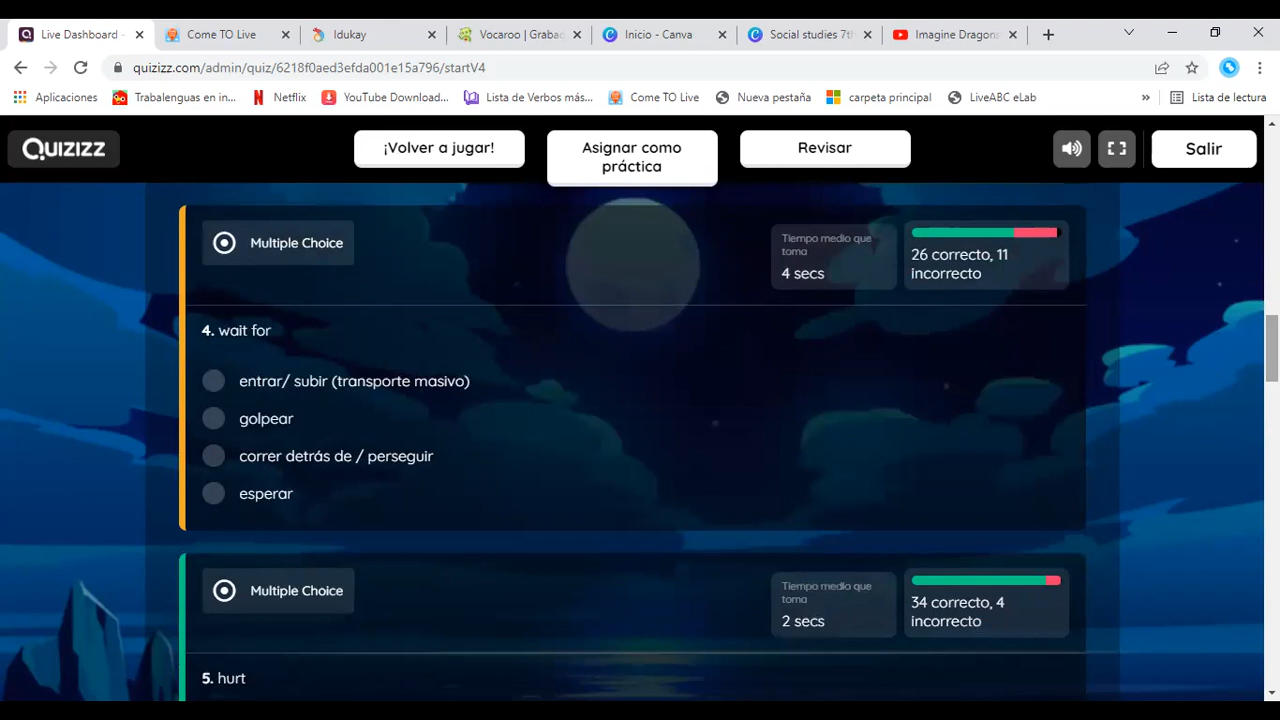 Live Dashboard -
Come TO Live
Idukay
Vocaroo | Grabac
Inicio - Canva
Social studies 7th
Imagine Dragons
quizizz.com/admin/quiz/6218f0aed3efda001e15a796/startV4
Aplicaciones
Trabalenguas en in...
Netflix
YouTube Download...
Lista de Verbos más...
Come TO Live
Nueva pestaña
carpeta principal
LiveABC eLab
»
Lista de lectura
QUIZIZZ
¡Volver a jugar!
Asignar como
práctica
Revisar
Salir
Multiple Choice
Tiempo medio que
toma
4 secs
26 correcto, 11
incorrecto
4. wait for
entrar/ subir (transporte masivo)
golpear
correr detrás de / perseguir
esperar
Multiple Choice
Tiempo medio que
toma
2 secs
34 correcto, 4
incorrecto
5. hurt